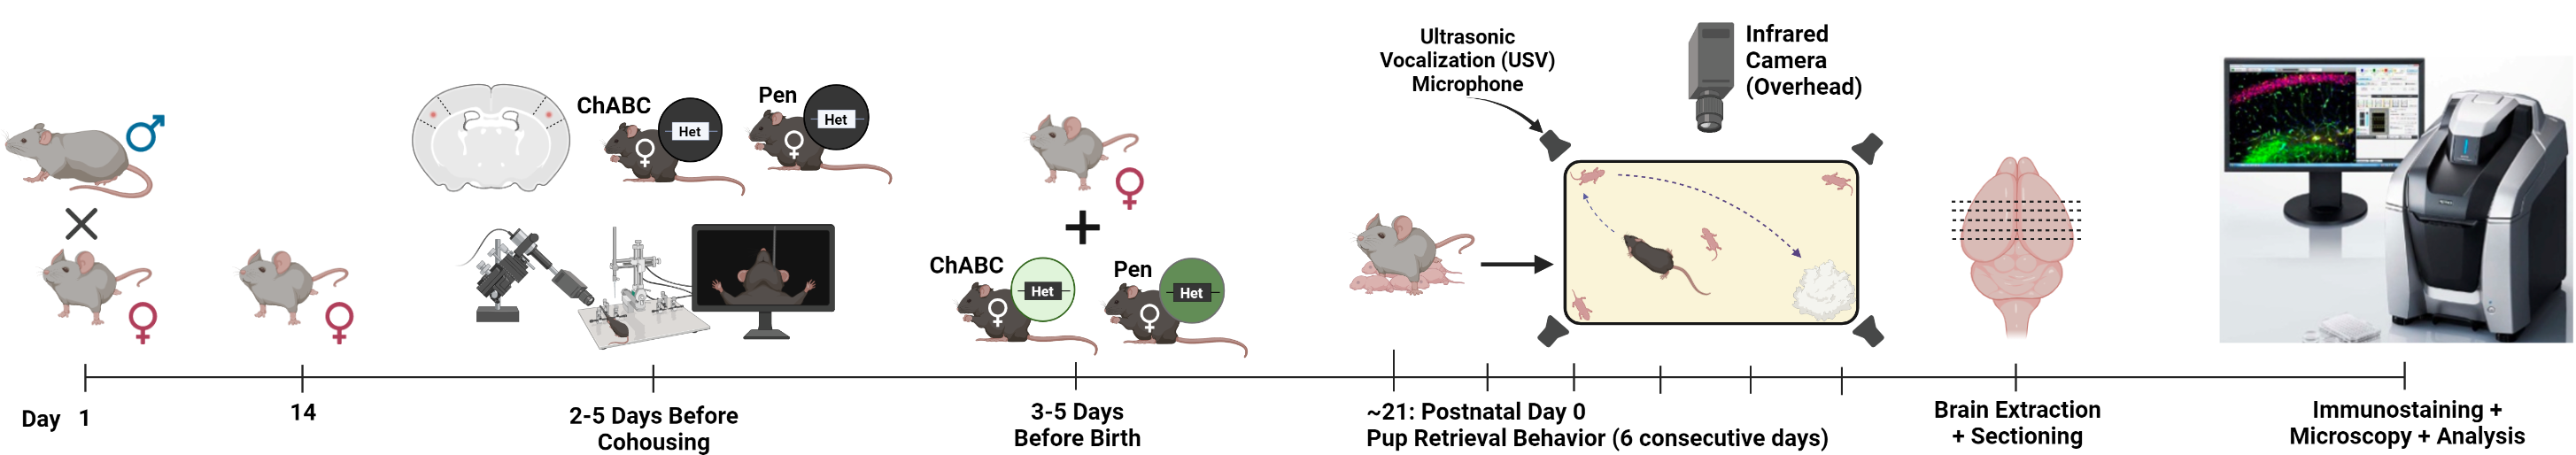 Ultrasonic
Vocalization (USV)
Microphone
Infrared
Camera
(Overhead)
ChABC
Het
Pen
Het
ChABC
Het
Pen
Het
Day 1
14
2-5 Days Before
Cohousing
3-5 Days
Before Birth
~21: Postnatal Day 0
Pup Retrieval Behavior (6 consecutive days)
Brain Extraction
+ Sectioning
Immunostaining +
Microscopy + Analysis